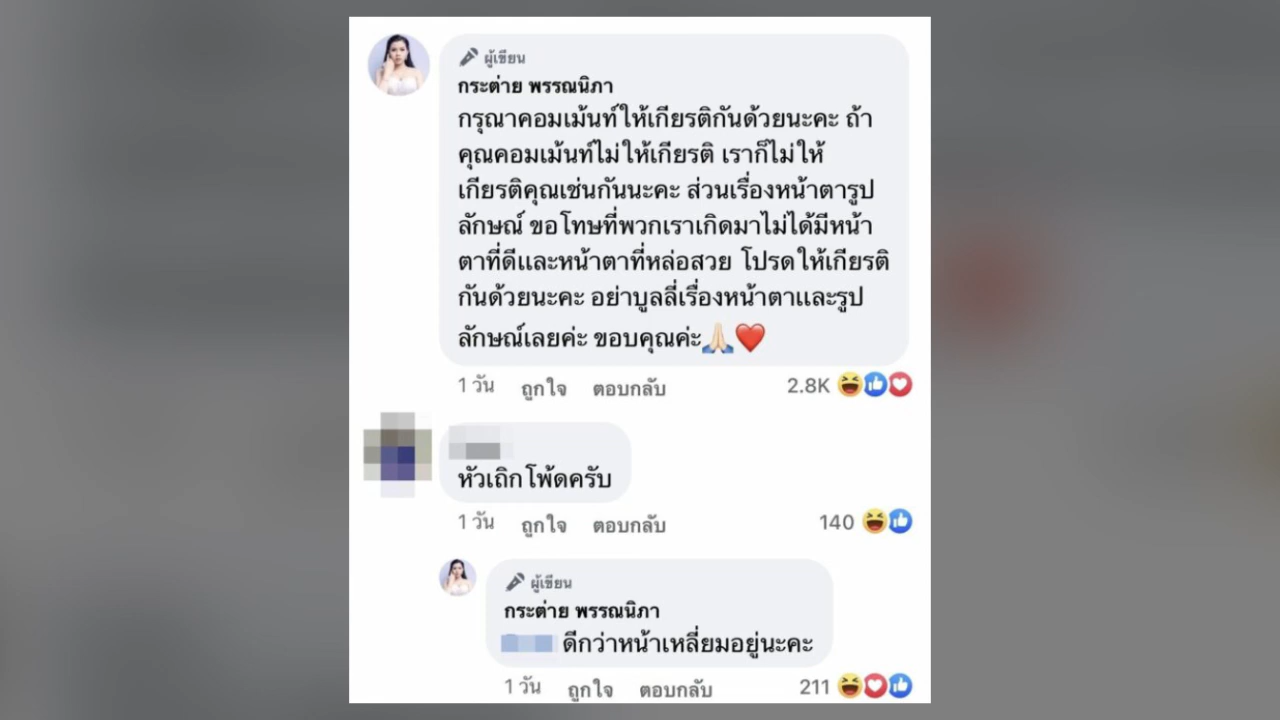 ผู้เขียน
กระต่าย พรรณนิภา
กรุณาคอมเม้นท์ให้เกียรติกันด้วยนะคะ ถ้า
คุณคอมเม้นท์ไม่ให้เกียรติ เราก็ไม่ให้
เกียรติคุณเช่นกันนะคะ ส่วนเรื่องหน้าตารูป
ลักษณ์ ขอโทษที่พวกเราเกิดมาไม่ได้มีหน้า
ตาที่ดีและหน้าตาที่หล่อสวย โปรดให้เกียรติ
กันด้วยนะคะ อย่าบูลลี่เรื่องหน้าตาและรูป
ลักษณ์เลยค่ะ ขอบคุณค่ะ🙏🏻❤️
1 วัน ถูกใจ ตอบกลับ 2.8K
หัวเถิกโพ้ดครับ
1 วัน ถูกใจ ตอบกลับ 140
ผู้เขียน
กระต่าย พรรณนิภา
ดีกว่าหน้าเหลี่ยมอยู่นะคะ
1 วัน ถูกใจ ตอบกลับ 211